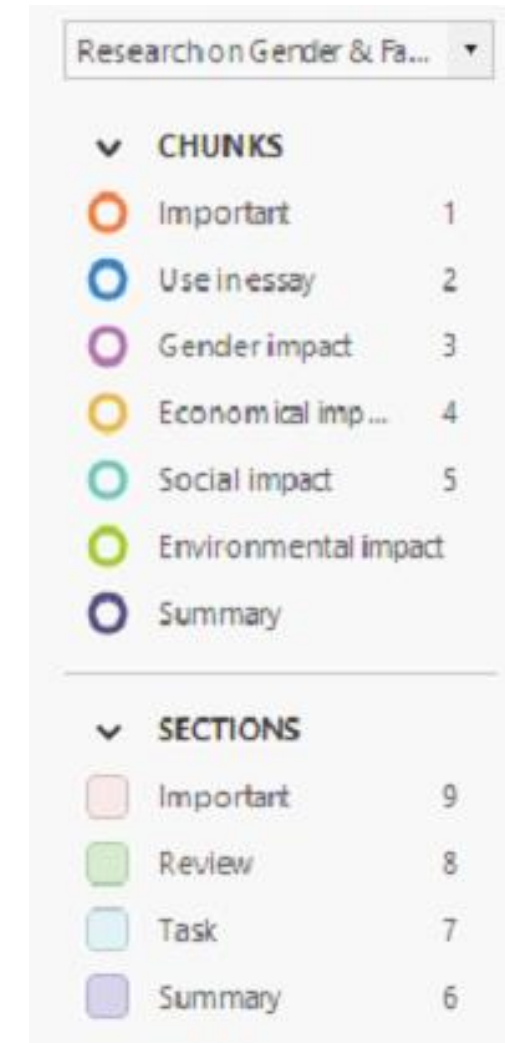 Research on Gender & Fa...
CHUNKS
Important 1
Use in essay 2
Gender impact 3
Economical imp... 4
Social impact 5
Environmental impact
Summary
SECTIONS
Important 9
Review 8
Task 7
Summary 6